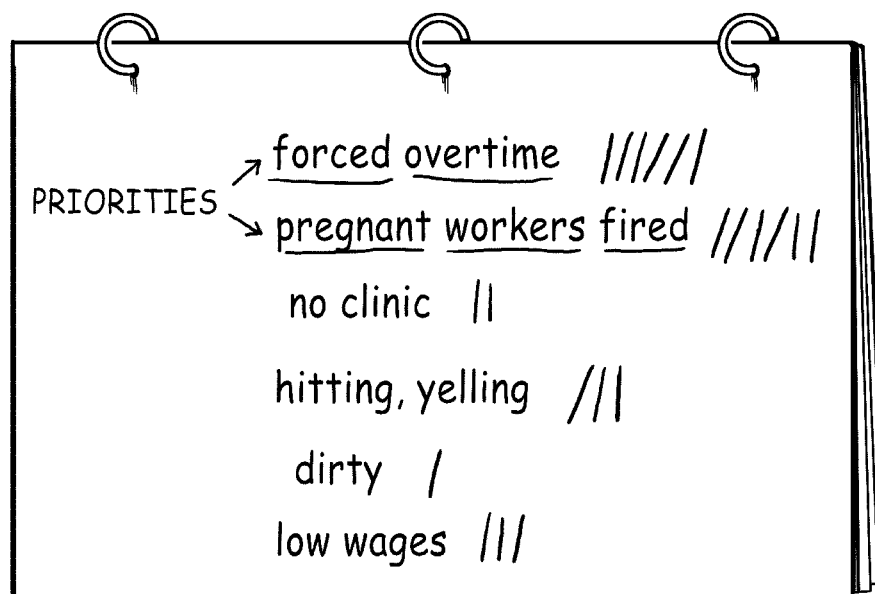 forced overtime //////
PRIORITIES
pregnant workers fired //////
no clinic //
hitting, yelling ///
dirty /
low wages ///